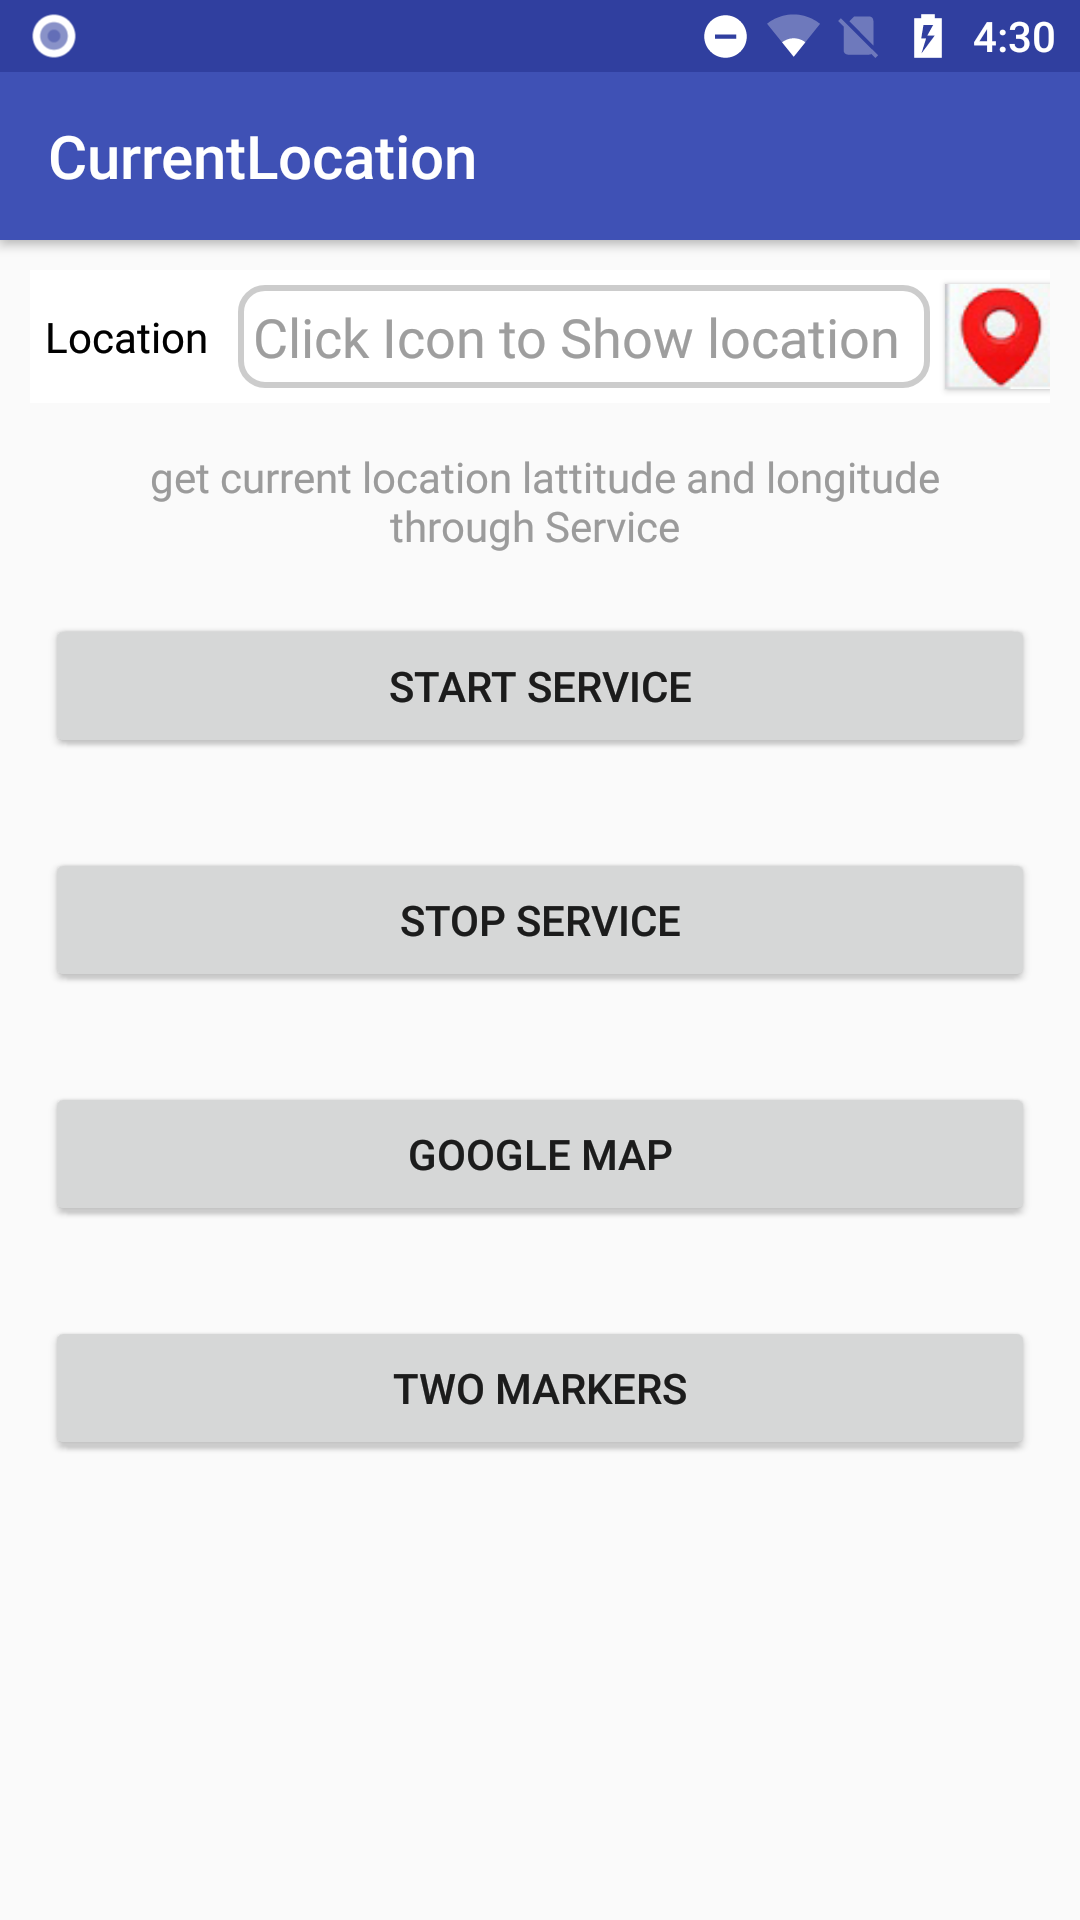 4:30
CurrentLocation
Location
Click Icon to Show location
get current location lattitude and longitude
through Service
START SERVICE
STOP SERVICE
GOOGLE MAP
TWO MARKERS